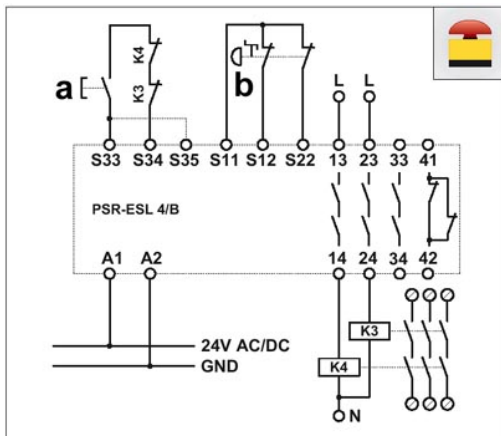 K4
a
b
K3
L L
S33 S34 S35 S11 S12 S22 13 23 33 41
PSR-ESL 4/B
A1 A2 14 24 34 42
K3
24V AC/DC
K4
GND
N